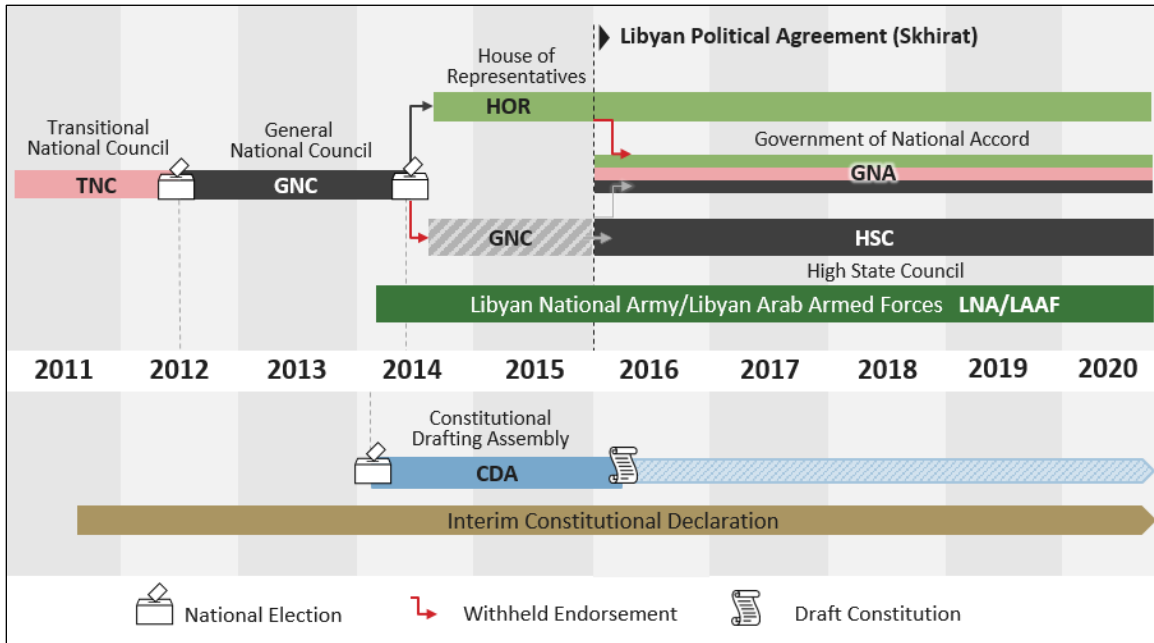 Libyan Political Agreement (Skhirat)
House of
Representatives
HOR
Transitional
National Council
General
National Council
Government of National Accord
TNC
GNC
GNA
GNC
HSC
High State Council
Libyan National Army/Libyan Arab Armed Forces LNA/LAAF
2011 2012 2013 2014 2015 2016 2017 2018 2019 2020
Constitutional
Drafting Assembly
CDA
Interim Constitutional Declaration
National Election
Withheld Endorsement
Draft Constitution